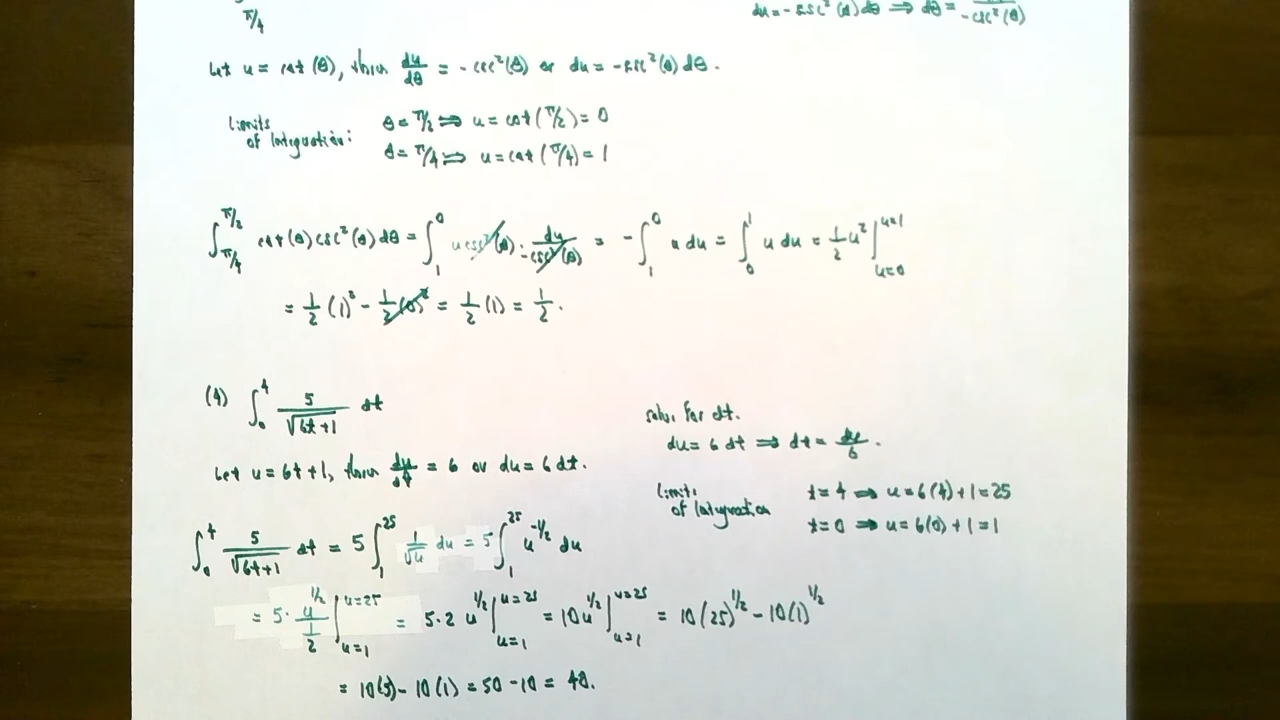 π/4
du = -csc²(θ)dθ ⟹ dθ = /-csc²(θ)
Let u = cot(θ), then du/dθ = -csc²(θ) or du = -csc²(θ)dθ.
Limits of Integration:
θ = π/2 ⟹ u = cot(π/2) = 0
θ = π/4 ⟹ u = cot(π/4) = 1
∫_{π/4}^{π/2} cot(θ)csc²(θ)dθ = ∫_1^0 u csc²(θ) · du/-csc²(θ) = -∫_1^0 u du = ∫_0^1 u du = 1/2 u² |_{u=0}^{u=1}
= 1/2 (1)² - 1/2 (0)² = 1/2 (1) = 1/2.
(4) ∫_0^4 5/√(6t+1) dt
Let u = 6t+1, then du/dt = 6 or du = 6dt.
Solve for dt.
du = 6 dt ⟹ dt = du/6.
Limits of Integration
t = 4 ⟹ u = 6(4)+1 = 25
t = 0 ⟹ u = 6(0)+1 = 1
∫_0^4 5/√(6t+1) dt = 5 ∫_1^25 1/√u du = 5 ∫_1^25 u^{-1/2} du
= 5 · u^{1/2}/(1/2) |_{u=1}^{u=25} = 5·2 u^{1/2} |_{u=1}^{u=25} = 10u^{1/2} |_{u=1}^{u=25} = 10(25)^{1/2} - 10(1)^{1/2}
= 10(5) - 10(1) = 50 - 10 = 40.